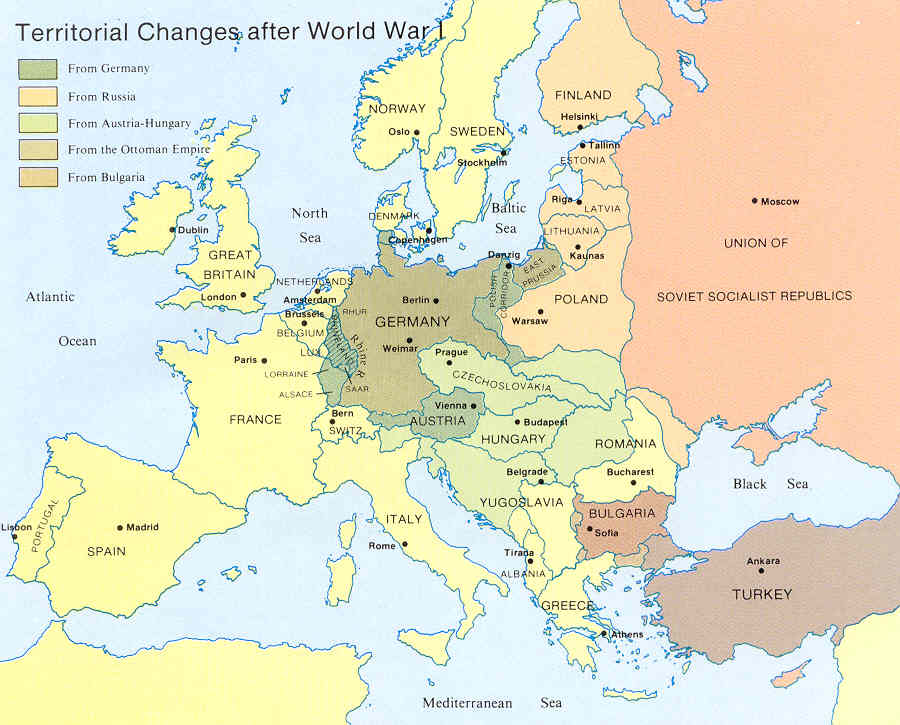 Territorial Changes after World War I
From Germany
From Russia
From Austria-Hungary
From the Ottoman Empire
From Bulgaria
NORWAY
Oslo
SWEDEN
Stockholm
FINLAND
Helsinki
Tallinn
ESTONIA
Riga
LATVIA
LITHUANIA
Kaunas
Moscow
UNION OF
SOVIET SOCIALIST REPUBLICS
North
Sea
Baltic
Sea
DENMARK
Copenhagen
Dublin
GREAT
BRITAIN
London
Atlantic
Ocean
NETHERLANDS
Amsterdam
Brussels
BELGIUM
LUX
RHUR
RHINELAND
Rhine R
LORRAINE
ALSACE
SAAR
Berlin
GERMANY
Weimar
Danzig
POLISH
CORRIDOR
EAST
PRUSSIA
POLAND
Warsaw
Prague
CZECHOSLOVAKIA
Paris
FRANCE
Bern
SWITZ
Vienna
AUSTRIA
Budapest
HUNGARY
ROMANIA
Bucharest
Belgrade
YUGOSLAVIA
BULGARIA
Sofia
Black Sea
Lisbon
PORTUGAL
Madrid
SPAIN
ITALY
Rome
Tirana
ALBANIA
GREECE
Athens
Ankara
TURKEY
Mediterranean Sea